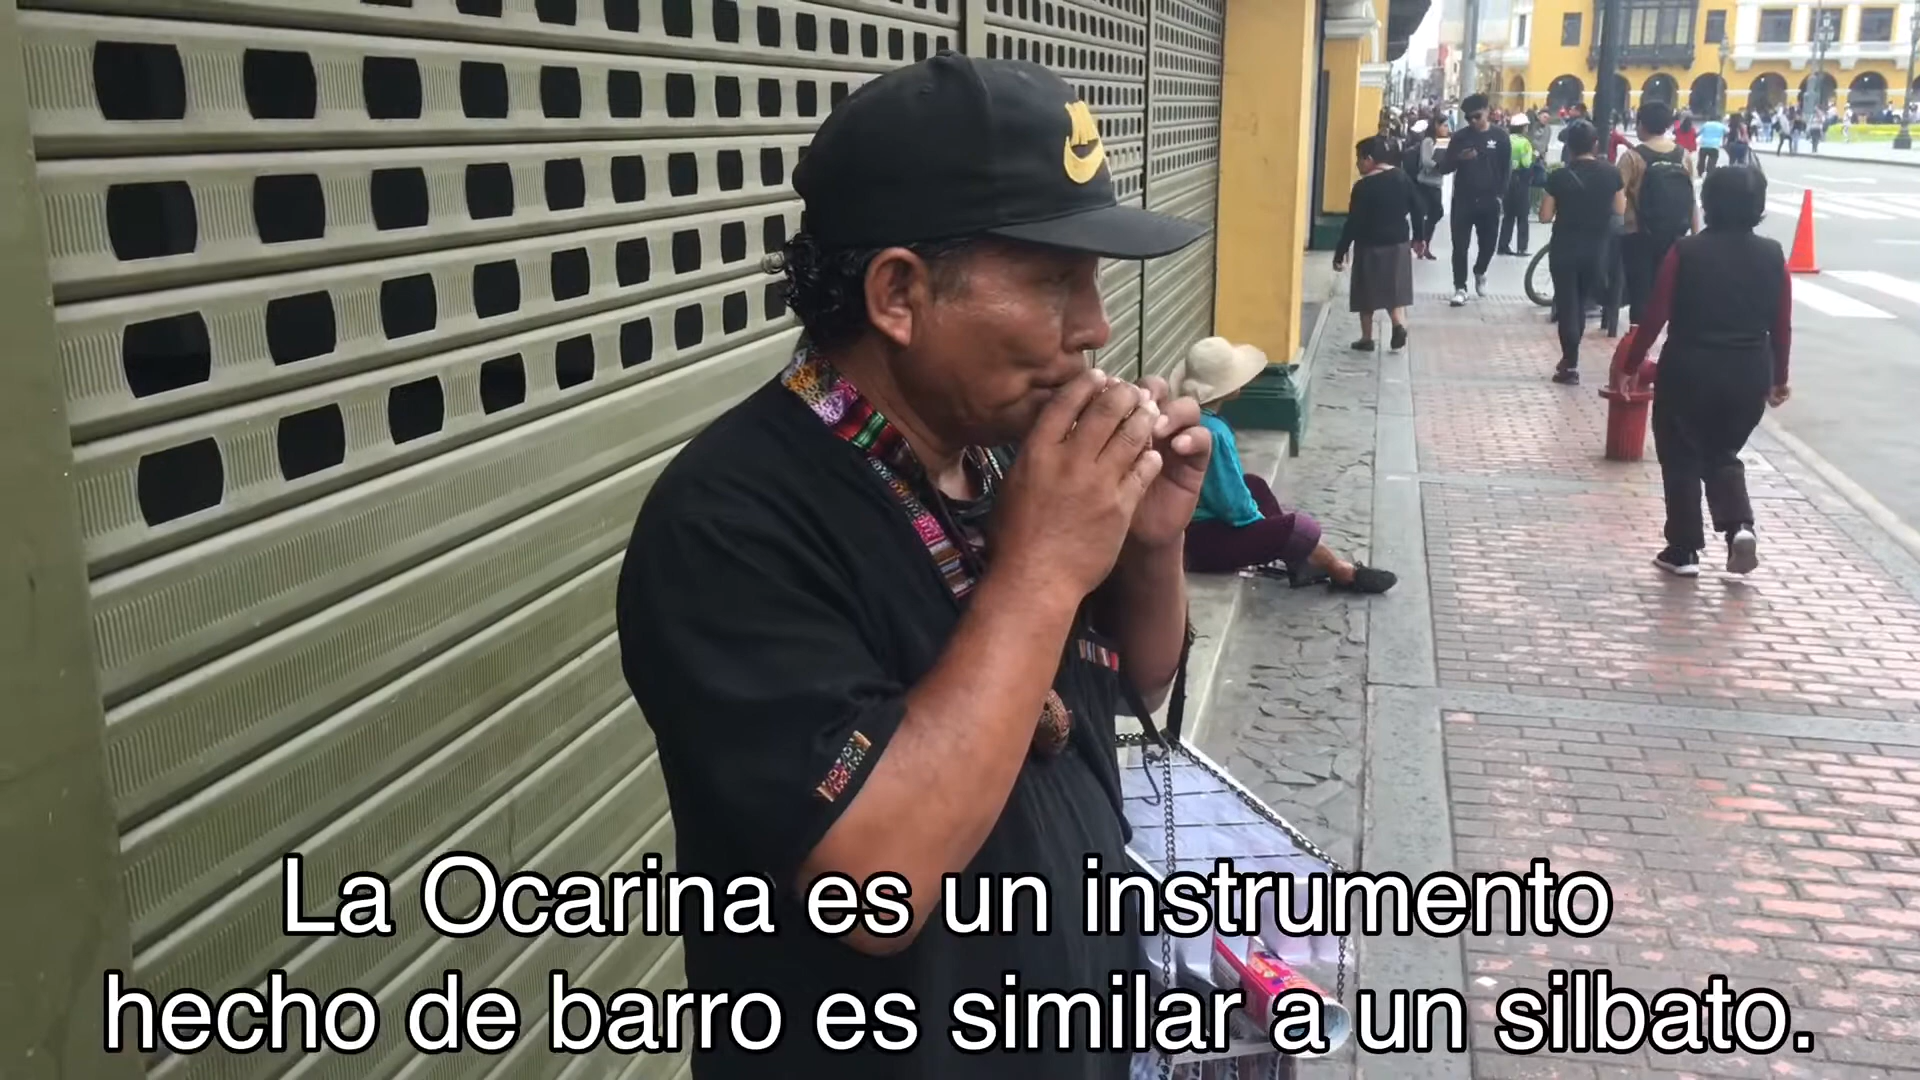 La Ocarina es un instrumento
hecho de barro es similar a un silbato.